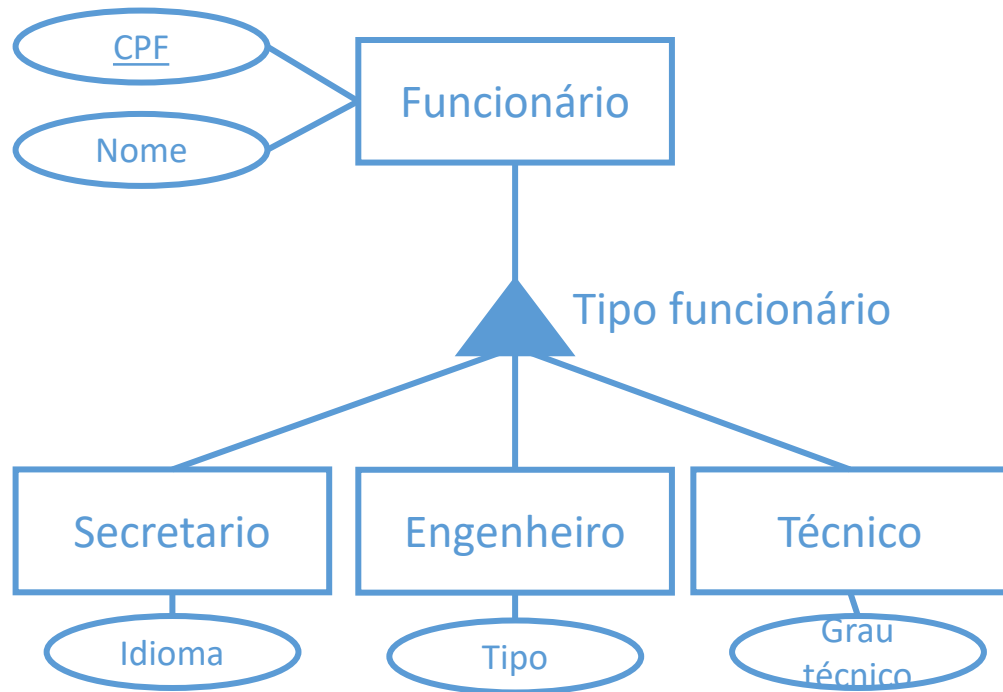 CPF
Funcionário
Nome
Tipo funcionário
Secretario
Engenheiro
Técnico
Idioma
Tipo
Grau
técnico